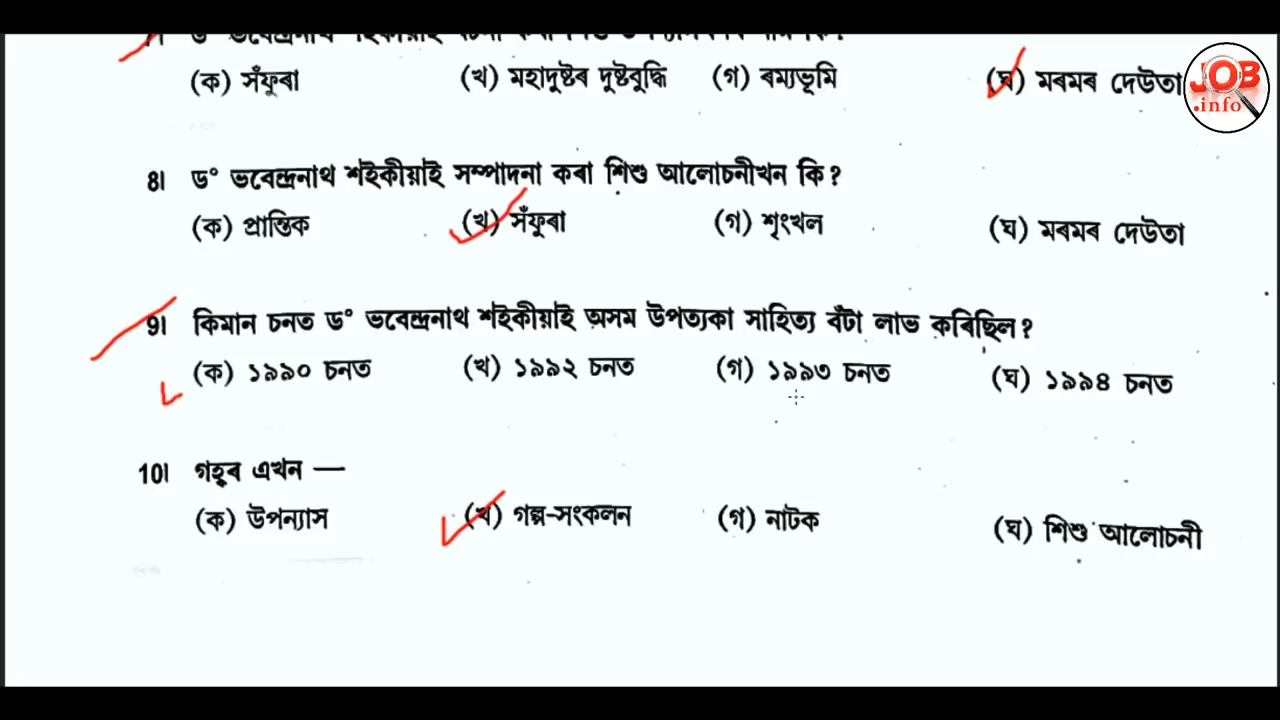 (ক) সঁফুৰা (খ) মহাদুষ্টৰ দুষ্টবুদ্ধি (গ) ৰম্যভূমি (ঘ) মৰমৰ দেউতা
JOB
.info
8। ড° ভবেন্দ্ৰনাথ শইকীয়াই সম্পাদনা কৰা শিশু আলোচনীখন কি?
(ক) প্ৰান্তিক (খ) সঁফুৰা (গ) শৃংখল (ঘ) মৰমৰ দেউতা
9। কিমান চনত ড° ভবেন্দ্ৰনাথ শইকীয়াই অসম উপত্যকা সাহিত্য বঁটা লাভ কৰিছিল?
(ক) ১৯৯০ চনত (খ) ১৯৯২ চনত (গ) ১৯৯৩ চনত (ঘ) ১৯৯৪ চনত
10। গহ্বৰ এখন —
(ক) উপন্যাস (খ) গল্প-সংকলন (গ) নাটক (ঘ) শিশু আলোচনী